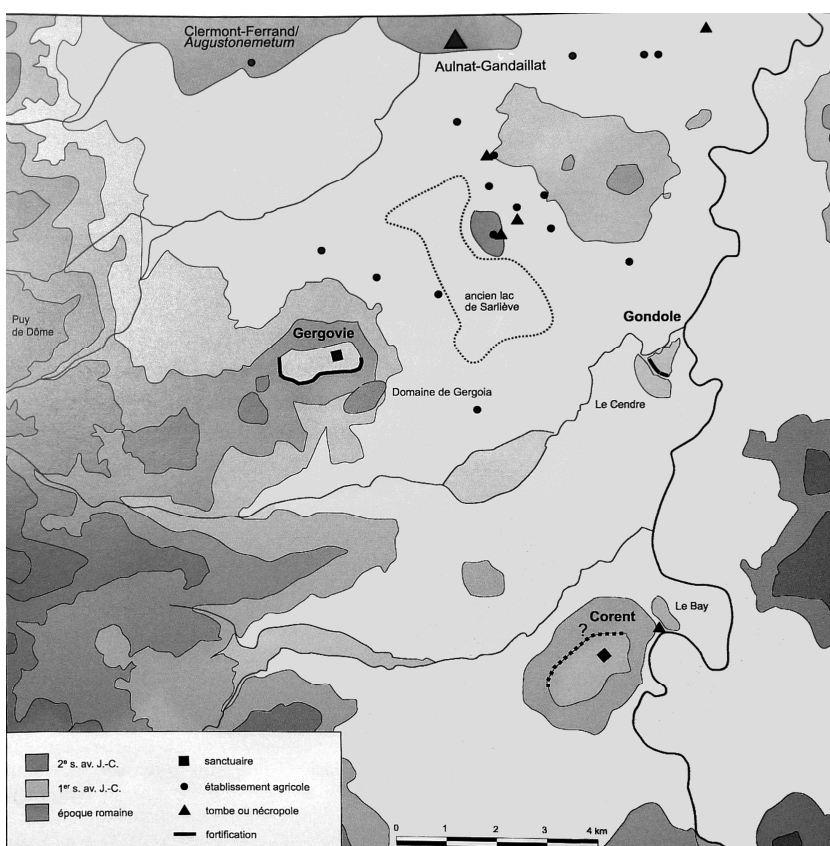 Clermont-Ferrand/
Augustonemetum
Aulnat-Gandaillat
ancien lac
de Sarliève
Gondole
Puy
de Dôme
Gergovie
Domaine de Gergoia
Le Cendre
Corent
Le Bay
?
2e s. av. J.-C.
1er s. av. J.-C.
époque romaine
sanctuaire
établissement agricole
tombe ou nécropole
fortification
0 1 2 3 4 km